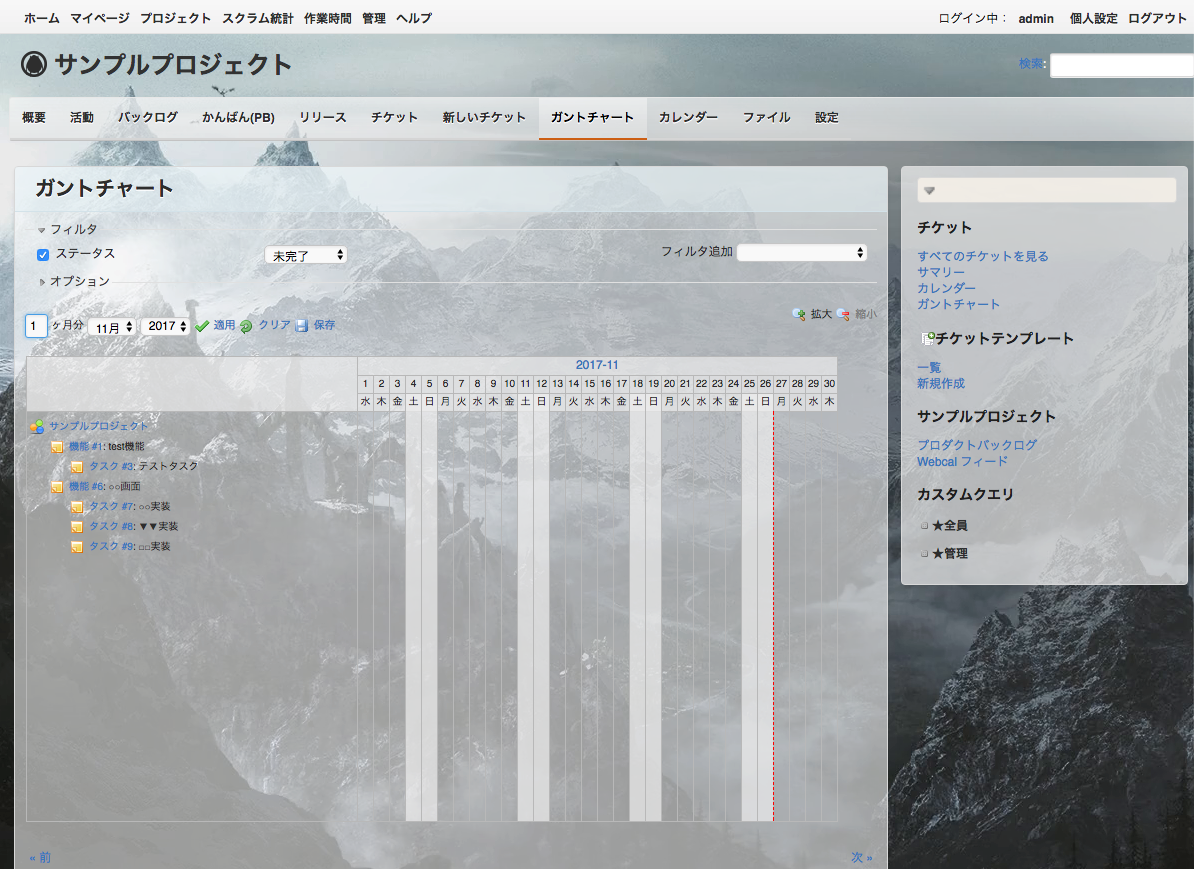 ホーム マイページ プロジェクト スクラム統計 作業時間 管理 ヘルプ
ログイン中： admin 個人設定 ログアウト
サンプルプロジェクト
検索:
概要 活動 バックログ かんばん(PB) リリース チケット 新しいチケット ガントチャート カレンダー ファイル 設定
ガントチャート
フィルタ
ステータス 未完了 フィルタ追加
オプション
1 ヶ月分 11月 2017 適用 クリア 保存
拡大 縮小
2017-11
1 2 3 4 5 6 7 8 9 10 11 12 13 14 15 16 17 18 19 20 21 22 23 24 25 26 27 28 29 30
水 木 金 土 日 月 火 水 木 金 土 日 月 火 水 木 金 土 日 月 火 水 木 金 土 日 月 火 水 木
サンプルプロジェクト
機能 #1: test機能
タスク #3: テストタスク
機能 #6: ○○画面
タスク #7: ○○実装
タスク #8: ▼▼実装
タスク #9: □□実装
« 前
次 »
チケット
すべてのチケットを見る
サマリー
カレンダー
ガントチャート
チケットテンプレート
一覧
新規作成
サンプルプロジェクト
プロダクトバックログ
Webcal フィード
カスタムクエリ
★全員
★管理